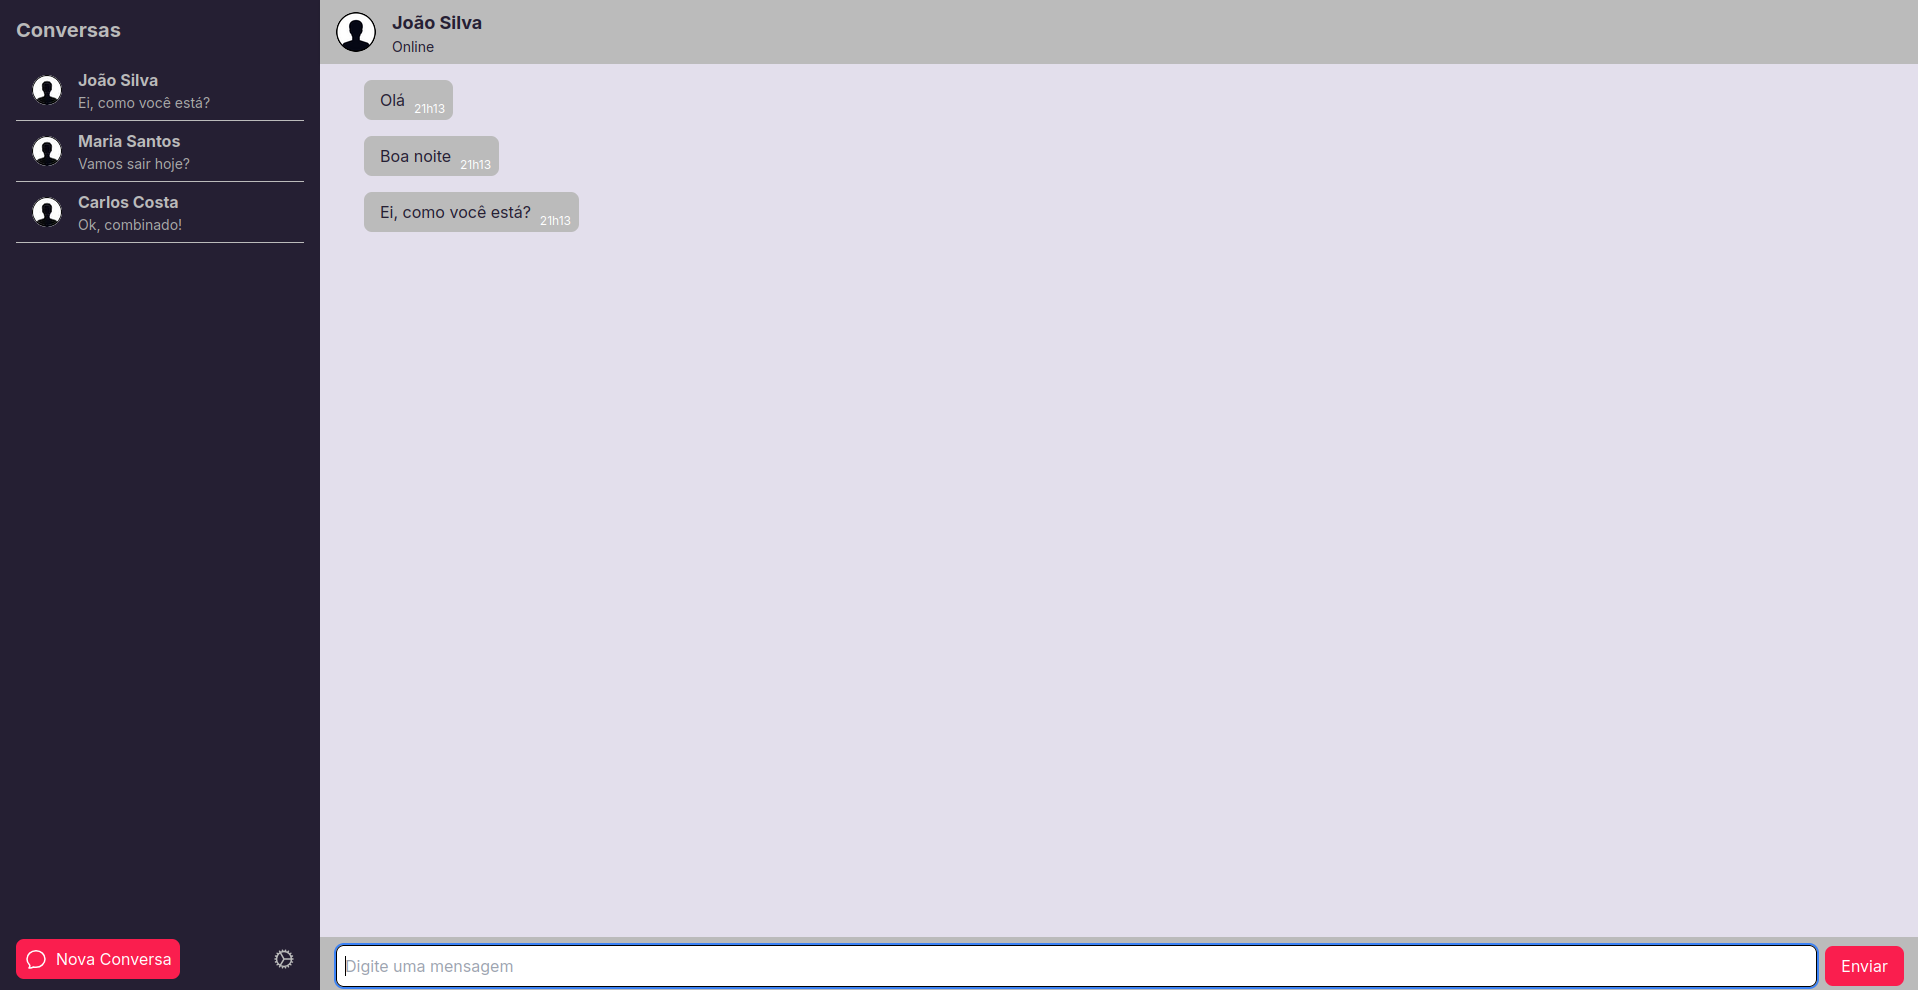 Conversas
João Silva
Ei, como você está?
Maria Santos
Vamos sair hoje?
Carlos Costa
Ok, combinado!
Nova Conversa
João Silva
Online
Olá 21h13
Boa noite 21h13
Ei, como você está? 21h13
Digite uma mensagem
Enviar